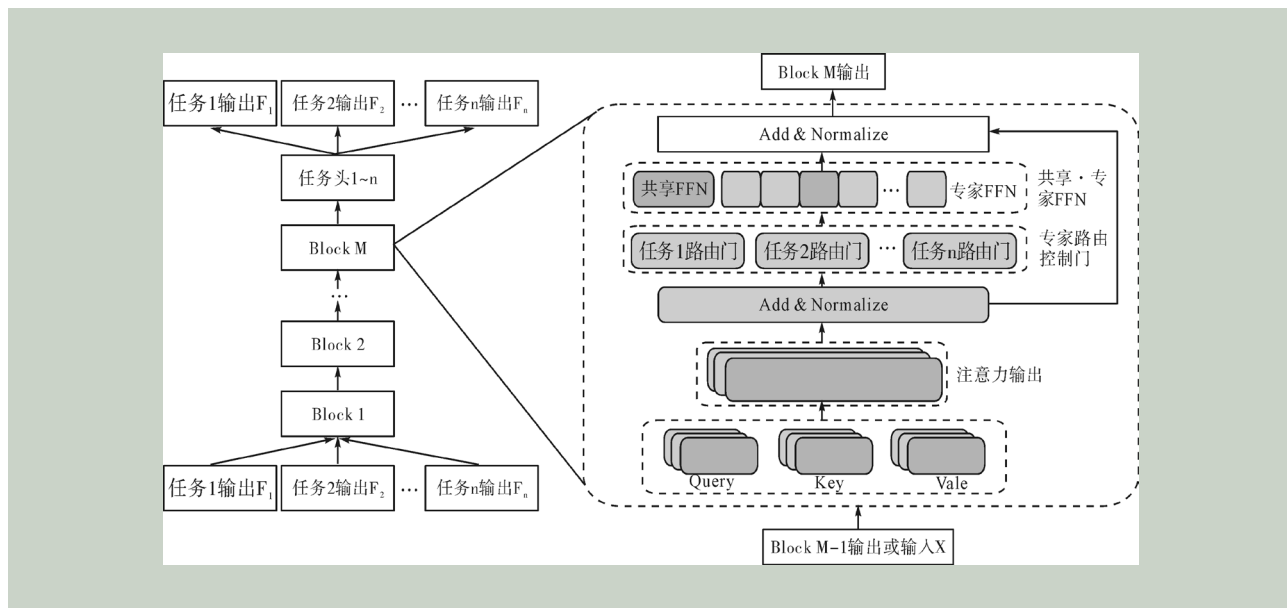 任务1输出F₁
任务2输出F₂
…
任务n输出Fₙ
任务头1~n
Block M
…
Block 2
Block 1
任务1输出F₁
任务2输出F₂
…
任务n输出Fₙ
Block M输出
Add & Normalize
共享FFN
…
专家FFN
共享·专
家FFN
任务1路由门
任务2路由门
…
任务n路由门
专家路由
控制门
Add & Normalize
注意力输出
Query
Key
Vale
Block M-1输出或输入X